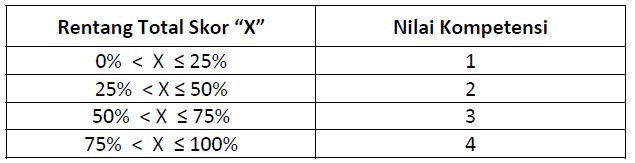 Rentang Total Skor “X” Nilai Kompetensi
0% < X ≤ 25% 1
25% < X ≤ 50% 2
50% < X ≤ 75% 3
75% < X ≤ 100% 4